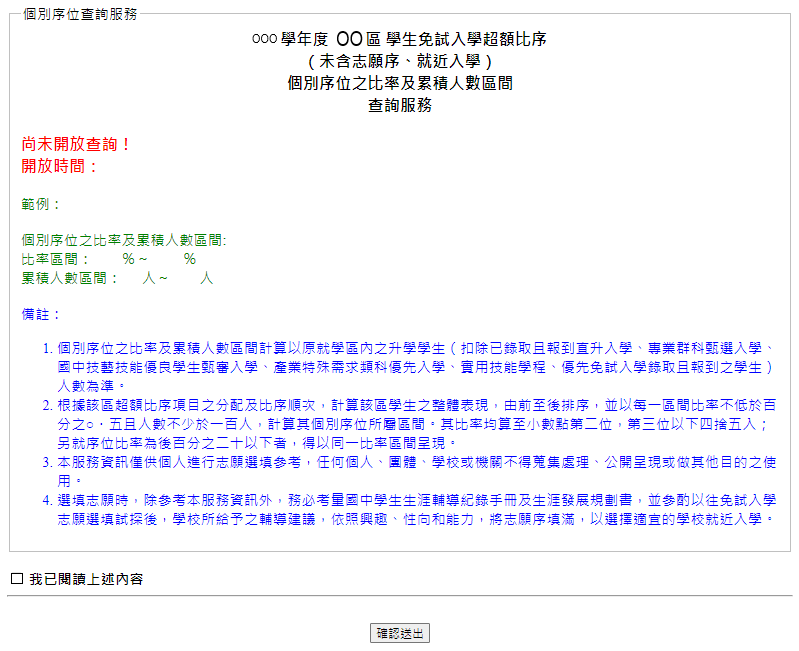 個別序位查詢服務
○○○ 學年度 ○○ 區 學生免試入學超額比序
（未含志願序、就近入學）
個別序位之比率及累積人數區間
查詢服務
尚未開放查詢！
開放時間：
範例：
個別序位之比率及累積人數區間:
比率區間： %～ %
累積人數區間： 人～ 人
備註：
1. 個別序位之比率及累積人數區間計算以原就學區內之升學學生（扣除已錄取且報到直升入學、專業群科甄選入學、
國中技藝技能優良學生甄審入學、產業特殊需求類科優先入學、實用技能學程、優先免試入學錄取且報到之學生）
人數為準。
2. 根據該區超額比序項目之分配及比序順次，計算該區學生之整體表現，由前至後排序，並以每一區間比率不低於百
分之○．五且人數不少於一百人，計算其個別序位所屬區間。其比率均算至小數點第二位，第三位以下四捨五入；
另就序位比率為後百分之二十以下者，得以同一比率區間呈現。
3. 本服務資訊僅供個人進行志願選填參考，任何個人、團體、學校或機關不得蒐集處理、公開呈現或做其他目的之使
用。
4. 選填志願時，除參考本服務資訊外，務必考量國中學生生涯輔導紀錄手冊及生涯發展規劃書，並參酌以往免試入學
志願選填試探後，學校所給予之輔導建議，依照興趣、性向和能力，將志願序填滿，以選擇適宜的學校就近入學。
我已閱讀上述內容
確認送出